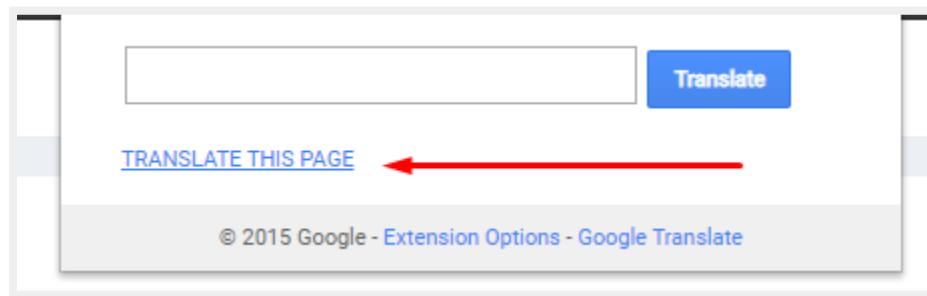 Translate
TRANSLATE THIS PAGE
© 2015 Google - Extension Options - Google Translate